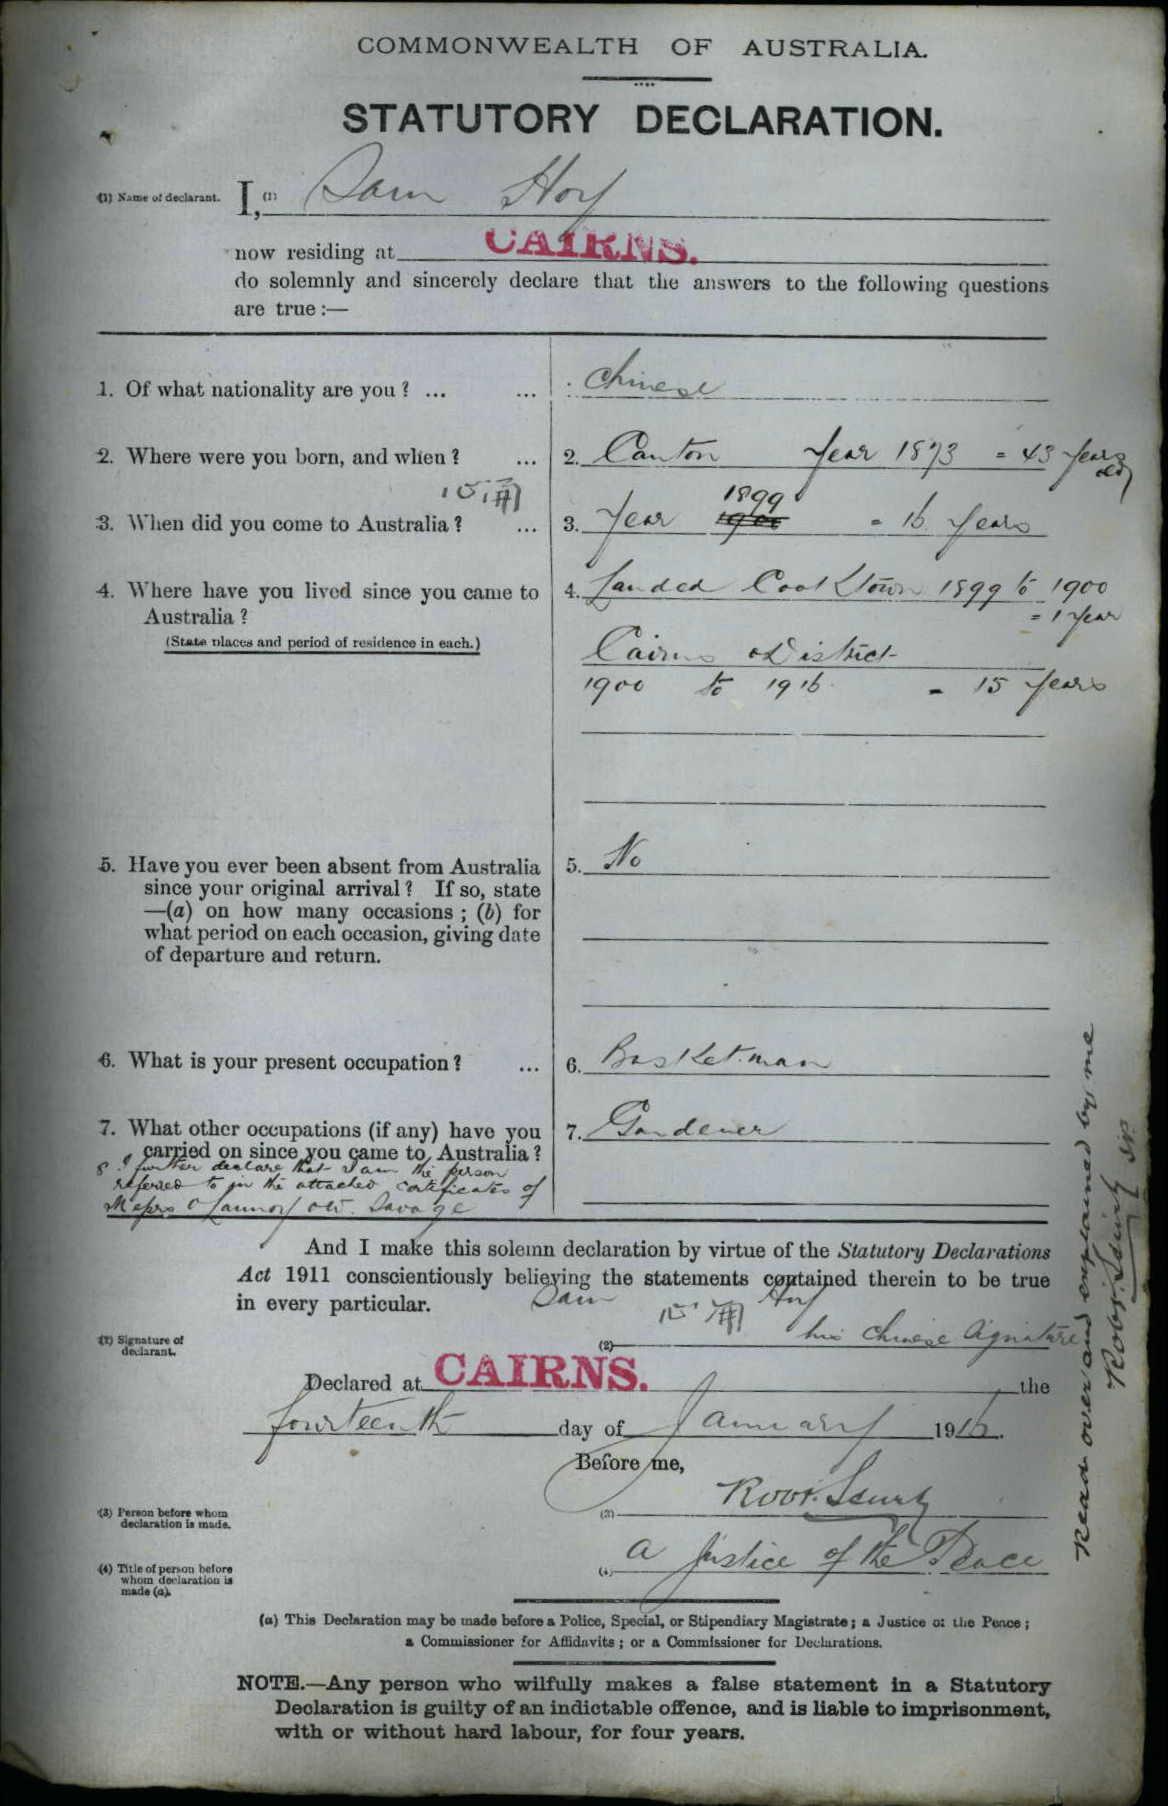 COMMONWEALTH OF AUSTRALIA.
STATUTORY DECLARATION.
(1) Name of declarant. I, (1) Sam Hoy
now residing at CAIRNS.
do solemnly and sincerely declare that the answers to the following questions
are true :—
1. Of what nationality are you ? ... ... Chinese
2. Where were you born, and when ? ... 2. Canton Year 1873 = 43 years
old
3. When did you come to Australia ? ... 3. Year 1899 = 16 Years
4. Where have you lived since you came to 4. Landed Cooktown 1899 to 1900
Australia ? = 1 Year
(State places and period of residence in each.) Cairns District
1900 to 1916 = 15 Years
5. Have you ever been absent from Australia 5. No
since your original arrival ? If so, state
—(a) on how many occasions ; (b) for
what period on each occasion, giving date
of departure and return.
6. What is your present occupation ? ... 6. Basketman
7. What other occupations (if any) have you 7. Gardener
carried on since you came to Australia ?
8 I further declare that I am the person
referred to in the attached certificates of
Messrs Savage
And I make this solemn declaration by virtue of the Statutory Declarations
Act 1911 conscientiously believing the statements contained therein to be true
in every particular. Sam Hoy
(2) Signature of declarant. (2) his Chinese Signature
Declared at CAIRNS. the
fourteenth day of January 1916.
Before me,
(3) Person before whom declaration is made. (3) Robt.
(4) Title of person before whom declaration is made (a). (4) a Justice of the Peace
(a) This Declaration may be made before a Police, Special, or Stipendiary Magistrate ; a Justice of the Peace ;
a Commissioner for Affidavits ; or a Commissioner for Declarations.
NOTE.—Any person who wilfully makes a false statement in a Statutory
Declaration is guilty of an indictable offence, and is liable to imprisonment,
with or without hard labour, for four years.
Read over and explained by me
Robt. J.P.